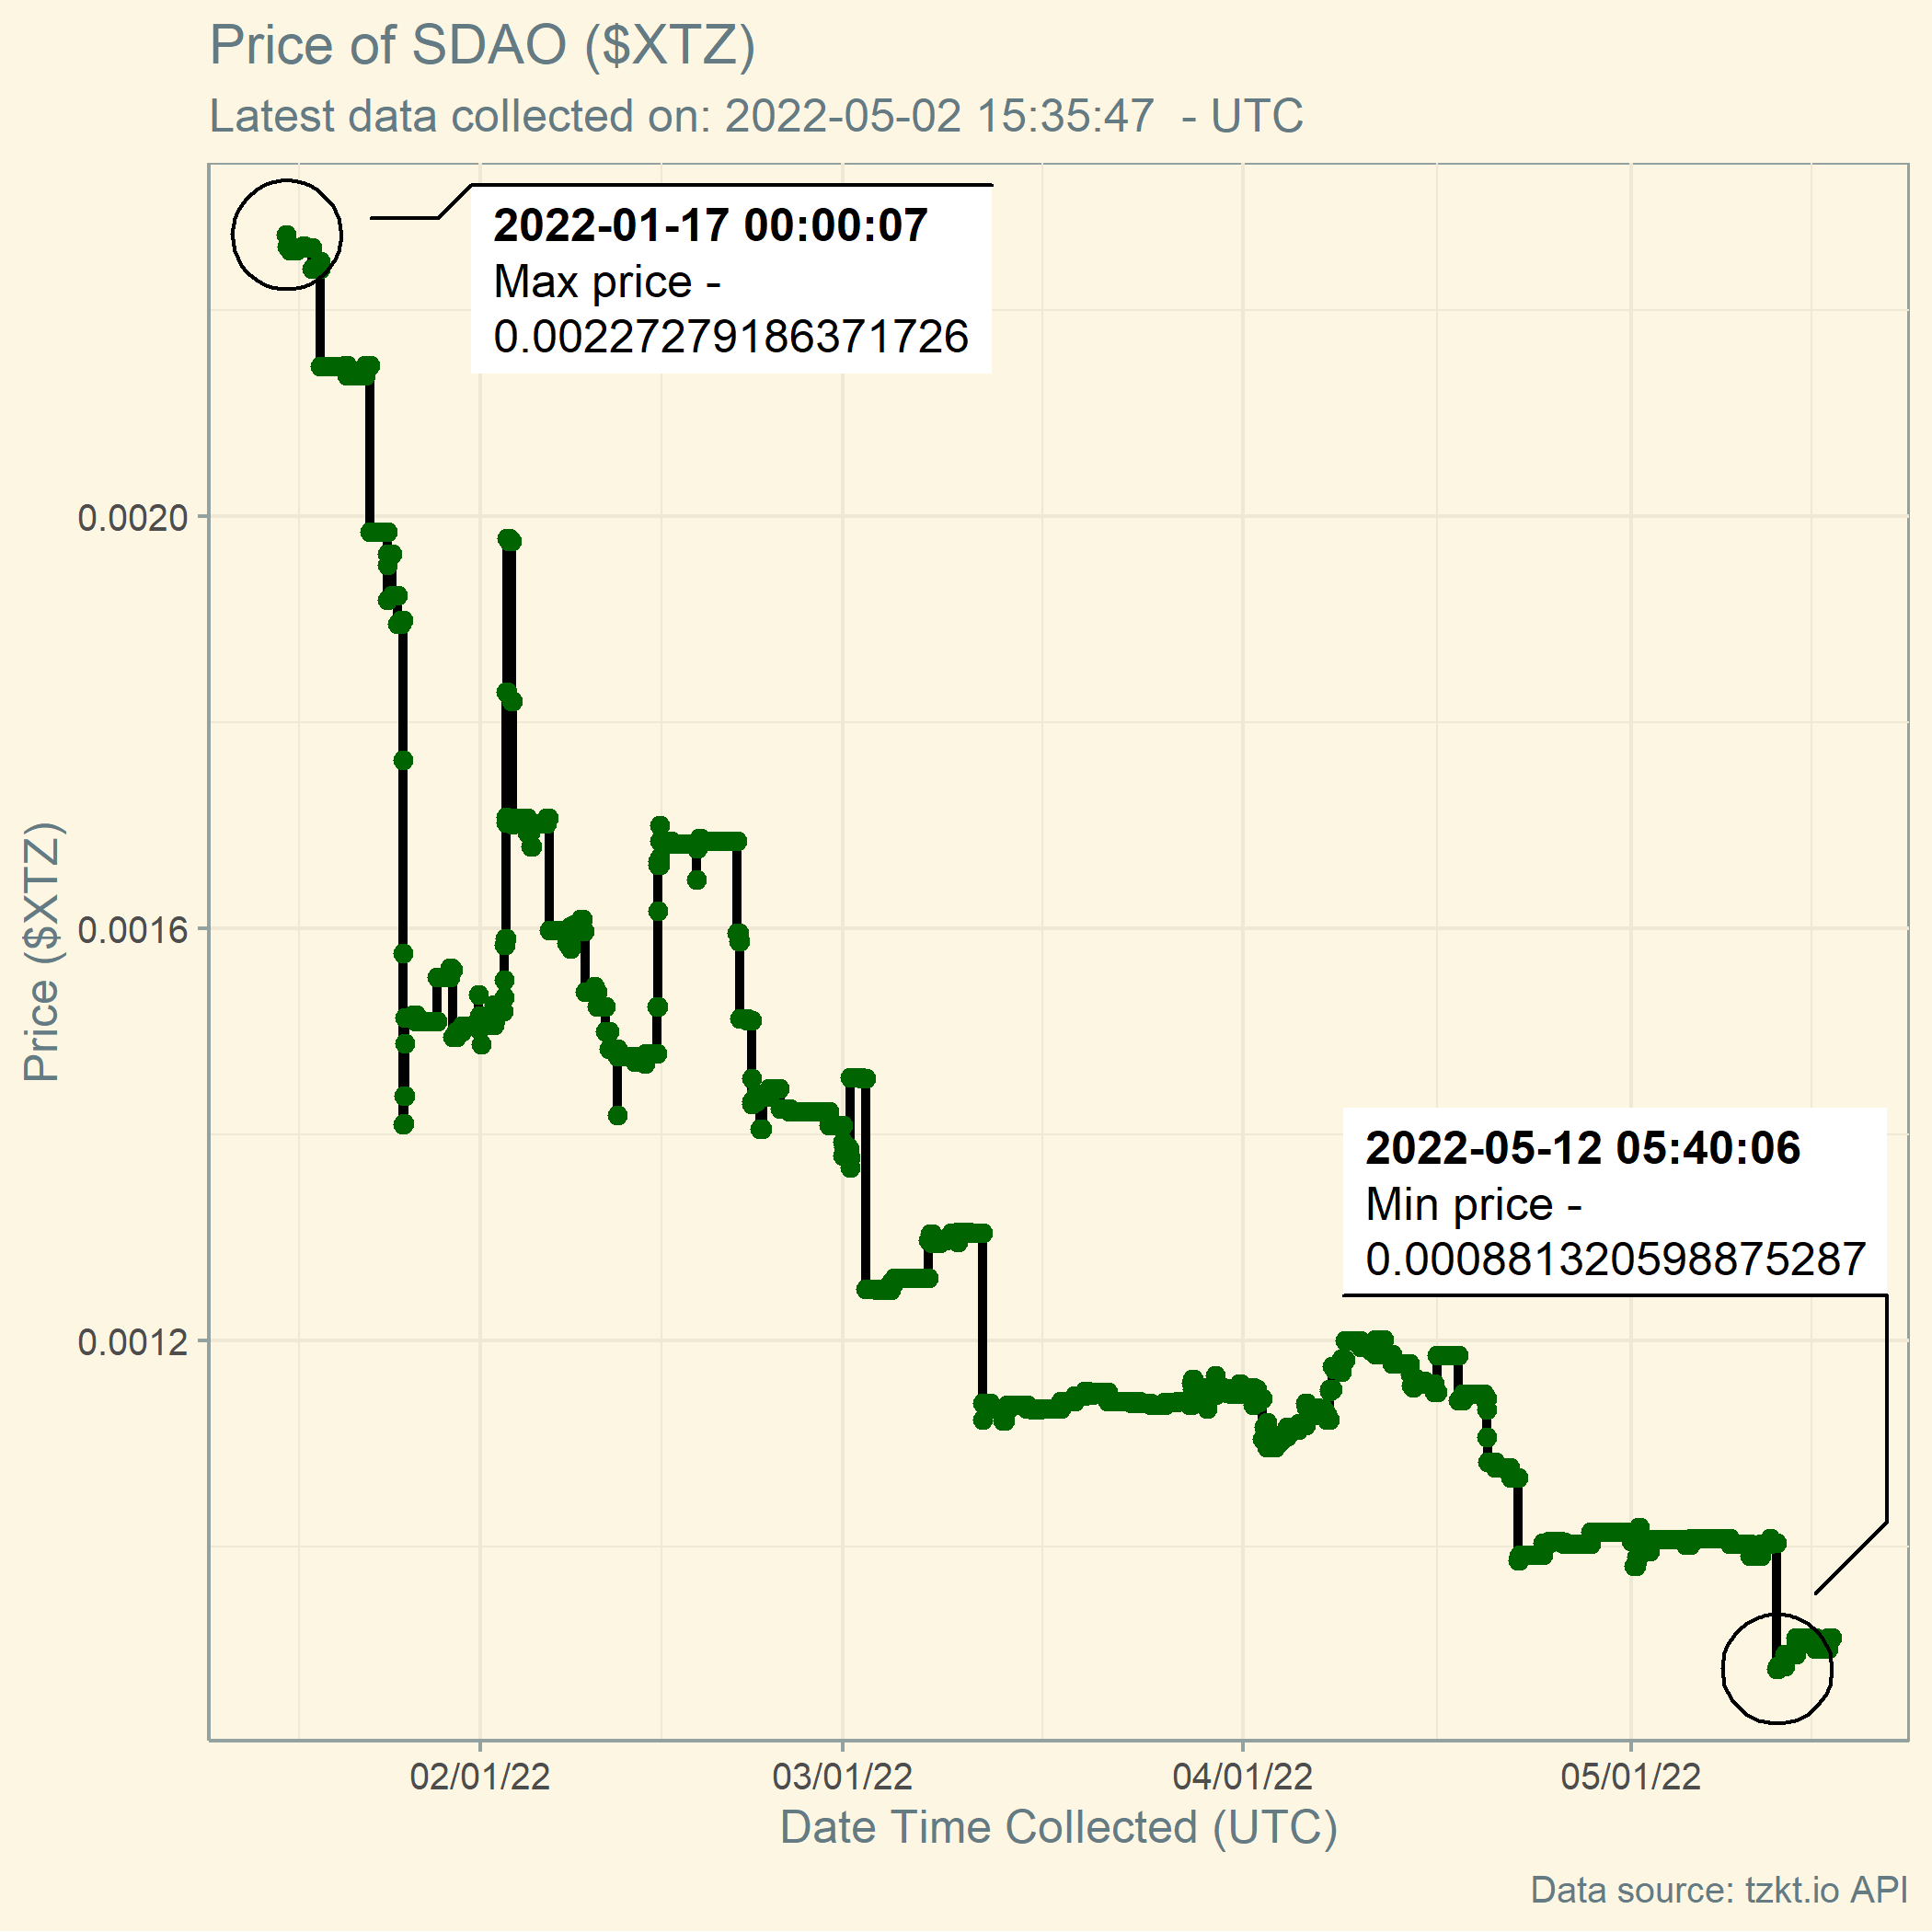 Price of SDAO ($XTZ)
Latest data collected on: 2022-05-02 15:35:47  - UTC
2022-01-17 00:00:07
Max price -
0.00227279186371726
0.0020
0.0016
0.0012
Price ($XTZ)
2022-05-12 05:40:06
Min price -
0.000881320598875287
02/01/22
03/01/22
04/01/22
05/01/22
Date Time Collected (UTC)
Data source: tzkt.io API